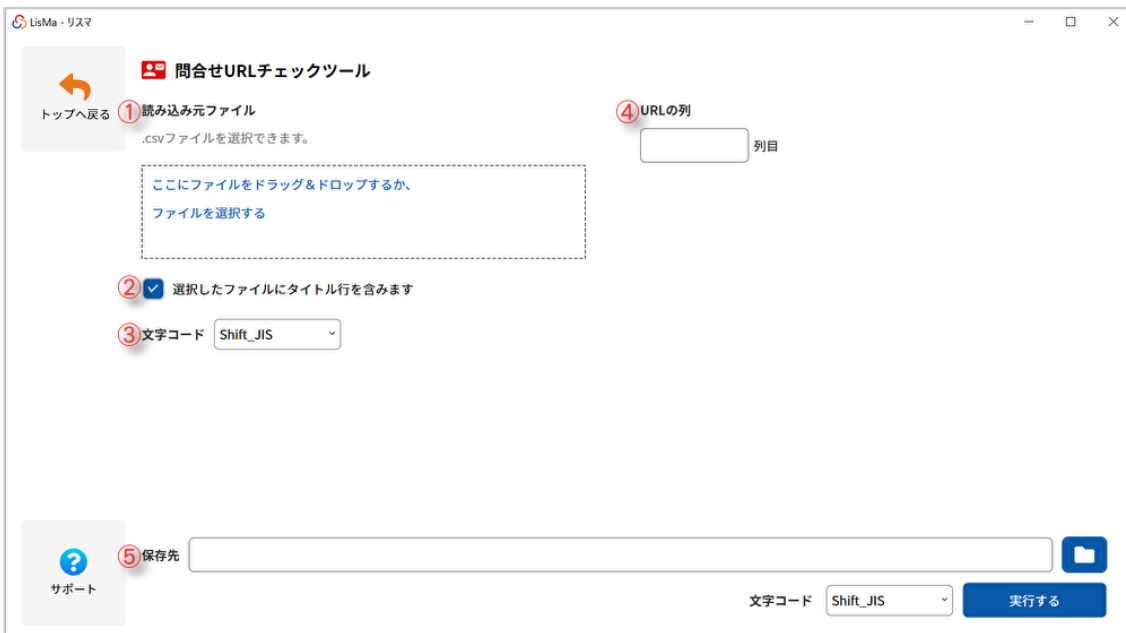 LisMa - リスマ
トップへ戻る
問合せURLチェックツール
①読み込み元ファイル
.csvファイルを選択できます。
ここにファイルをドラッグ＆ドロップするか、
ファイルを選択する
②選択したファイルにタイトル行を含みます
③文字コード Shift_JIS
④URLの列
列目
サポート
⑤保存先
文字コード Shift_JIS 実行する